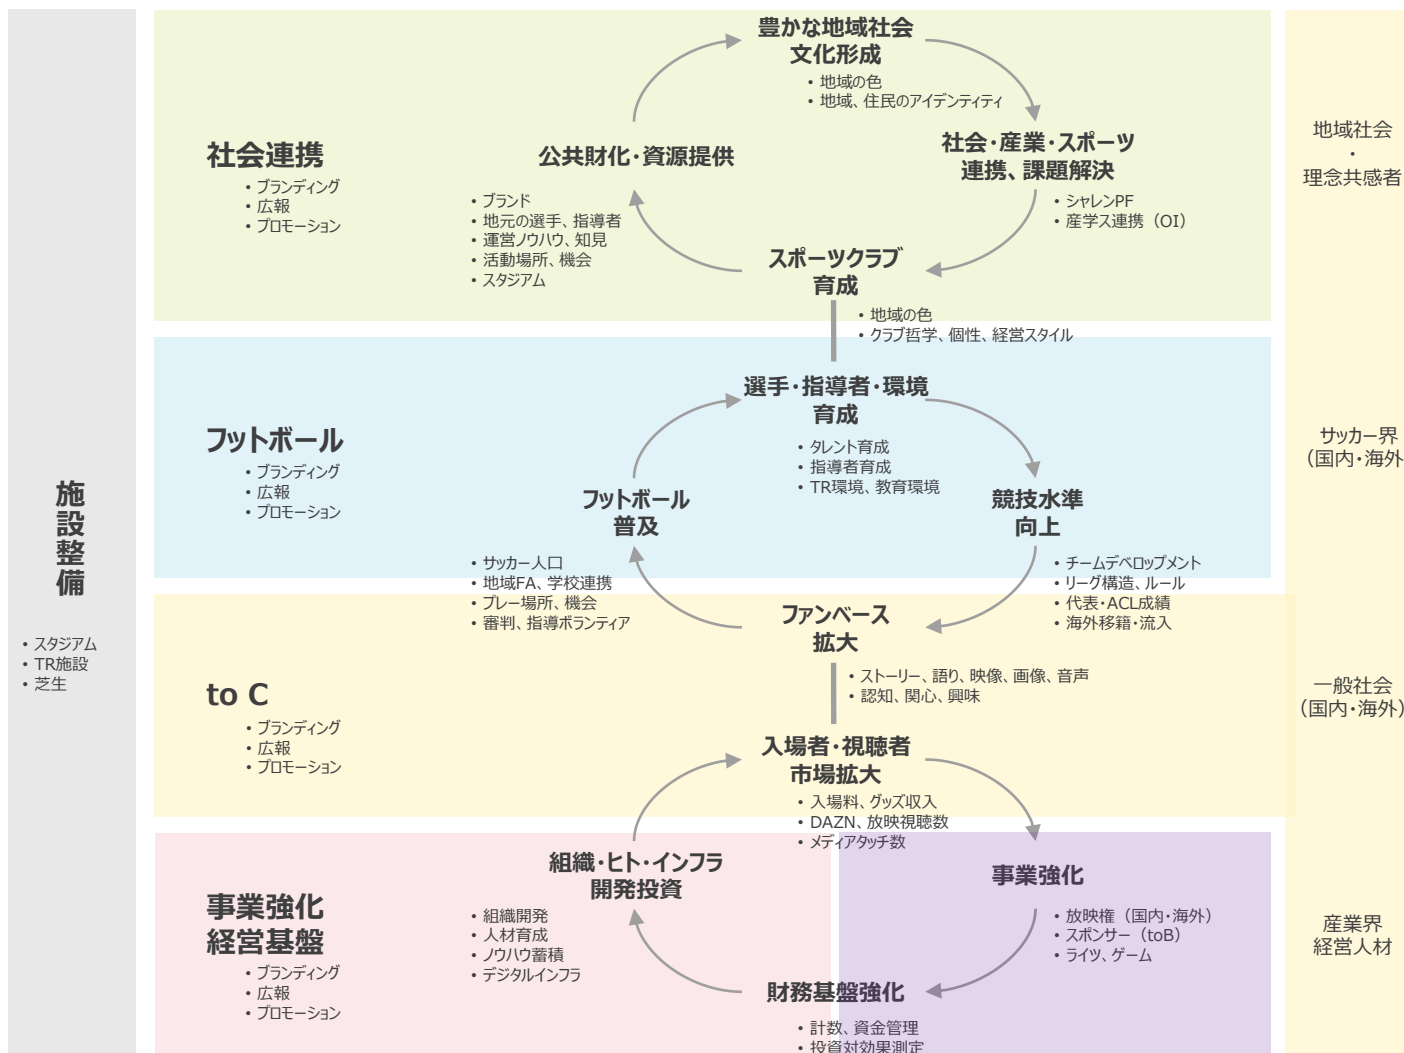 施設整備
• スタジアム
• TR施設
• 芝生
社会連携
• ブランディング
• 広報
• プロモーション
豊かな地域社会
文化形成
• 地域の色
• 地域、住民のアイデンティティ
公共財化・資源提供
• ブランド
• 地元の選手、指導者
• 運営ノウハウ、知見
• 活動場所、機会
• スタジアム
社会・産業・スポーツ
連携、課題解決
• シャレンPF
• 産学ス連携（OI）
スポーツクラブ
育成
• 地域の色
• クラブ哲学、個性、経営スタイル
地域社会
・
理念共感者
フットボール
• ブランディング
• 広報
• プロモーション
選手・指導者・環境
育成
• タレント育成
• 指導者育成
• TR環境、教育環境
フットボール
普及
• サッカー人口
• 地域FA、学校連携
• プレー場所、機会
• 審判、指導ボランティア
競技水準
向上
• チームデベロップメント
• リーグ構造、ルール
• 代表・ACL成績
• 海外移籍・流入
サッカー界
（国内・海外
to C
• ブランディング
• 広報
• プロモーション
ファンベース
拡大
• ストーリー、語り、映像、画像、音声
• 認知、関心、興味
入場者・視聴者
市場拡大
• 入場料、グッズ収入
• DAZN、放映視聴数
• メディアタッチ数
一般社会
（国内・海外）
事業強化
経営基盤
• ブランディング
• 広報
• プロモーション
組織・ヒト・インフラ
開発投資
• 組織開発
• 人材育成
• ノウハウ蓄積
• デジタルインフラ
事業強化
• 放映権（国内・海外）
• スポンサー（toB）
• ライツ、ゲーム
財務基盤強化
• 計数、資金管理
• 投資対効果測定
産業界
経営人材